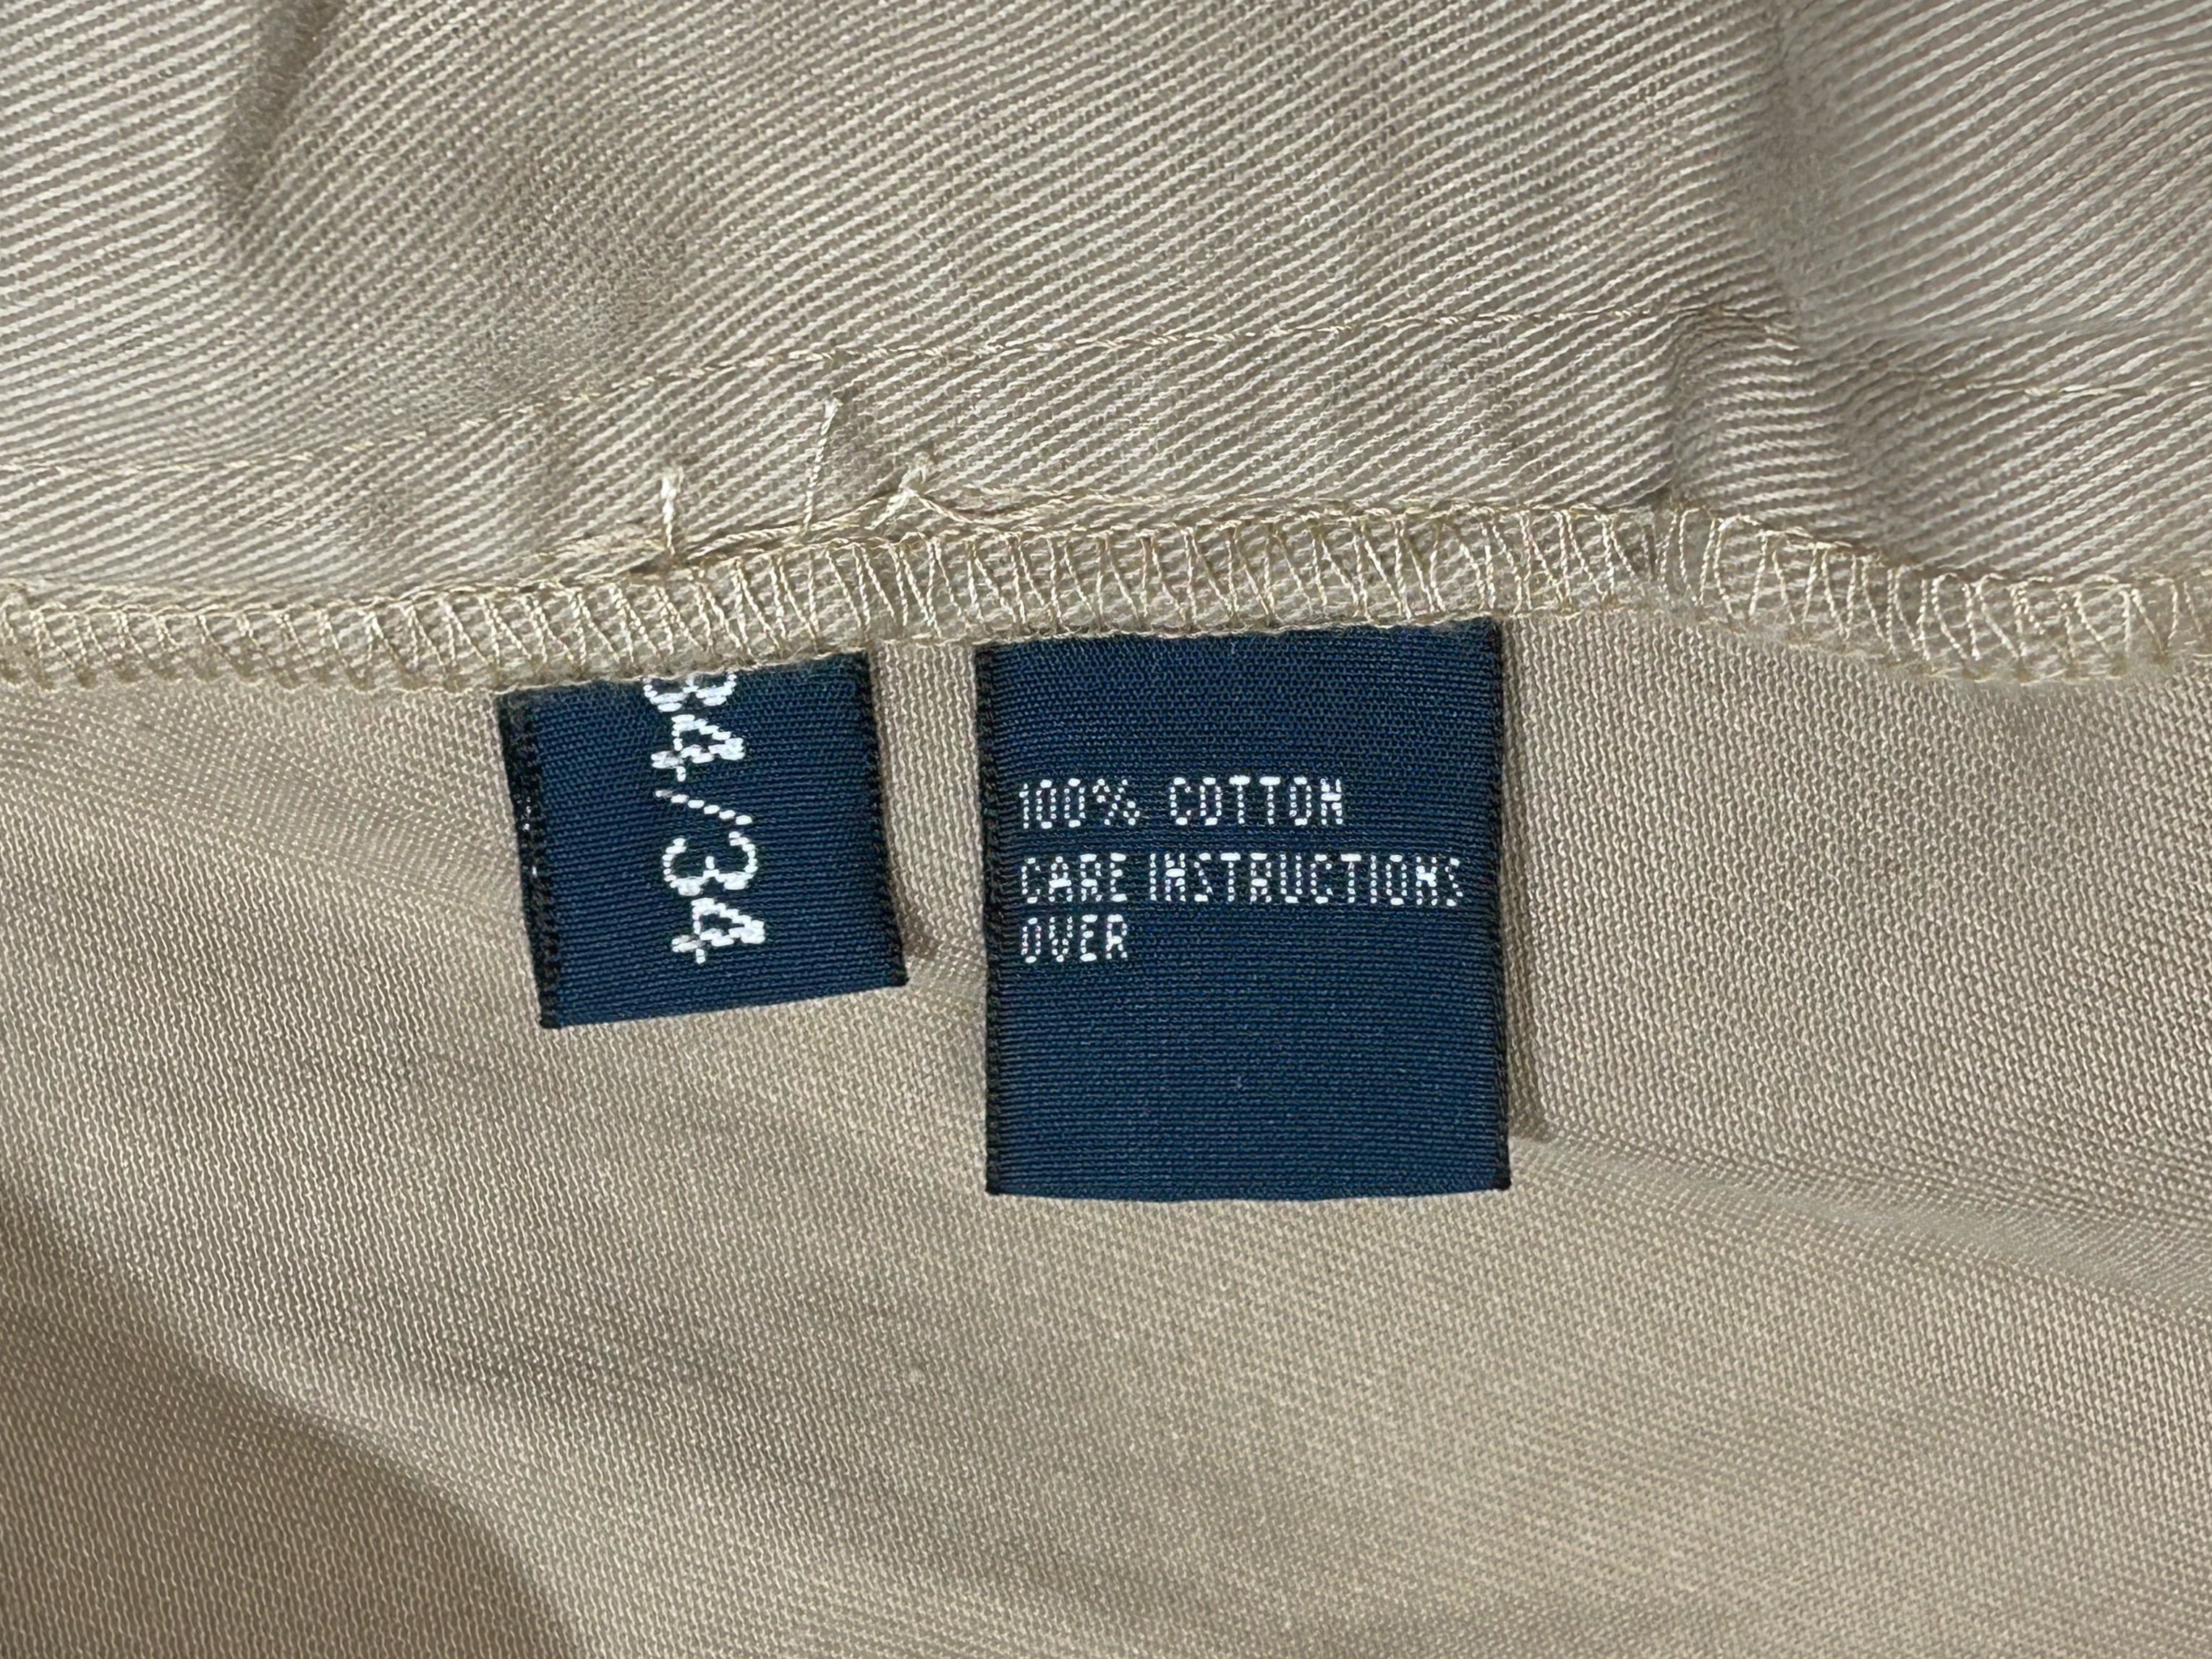 34/34
100% COTTON
CARE INSTRUCTIONS
OVER